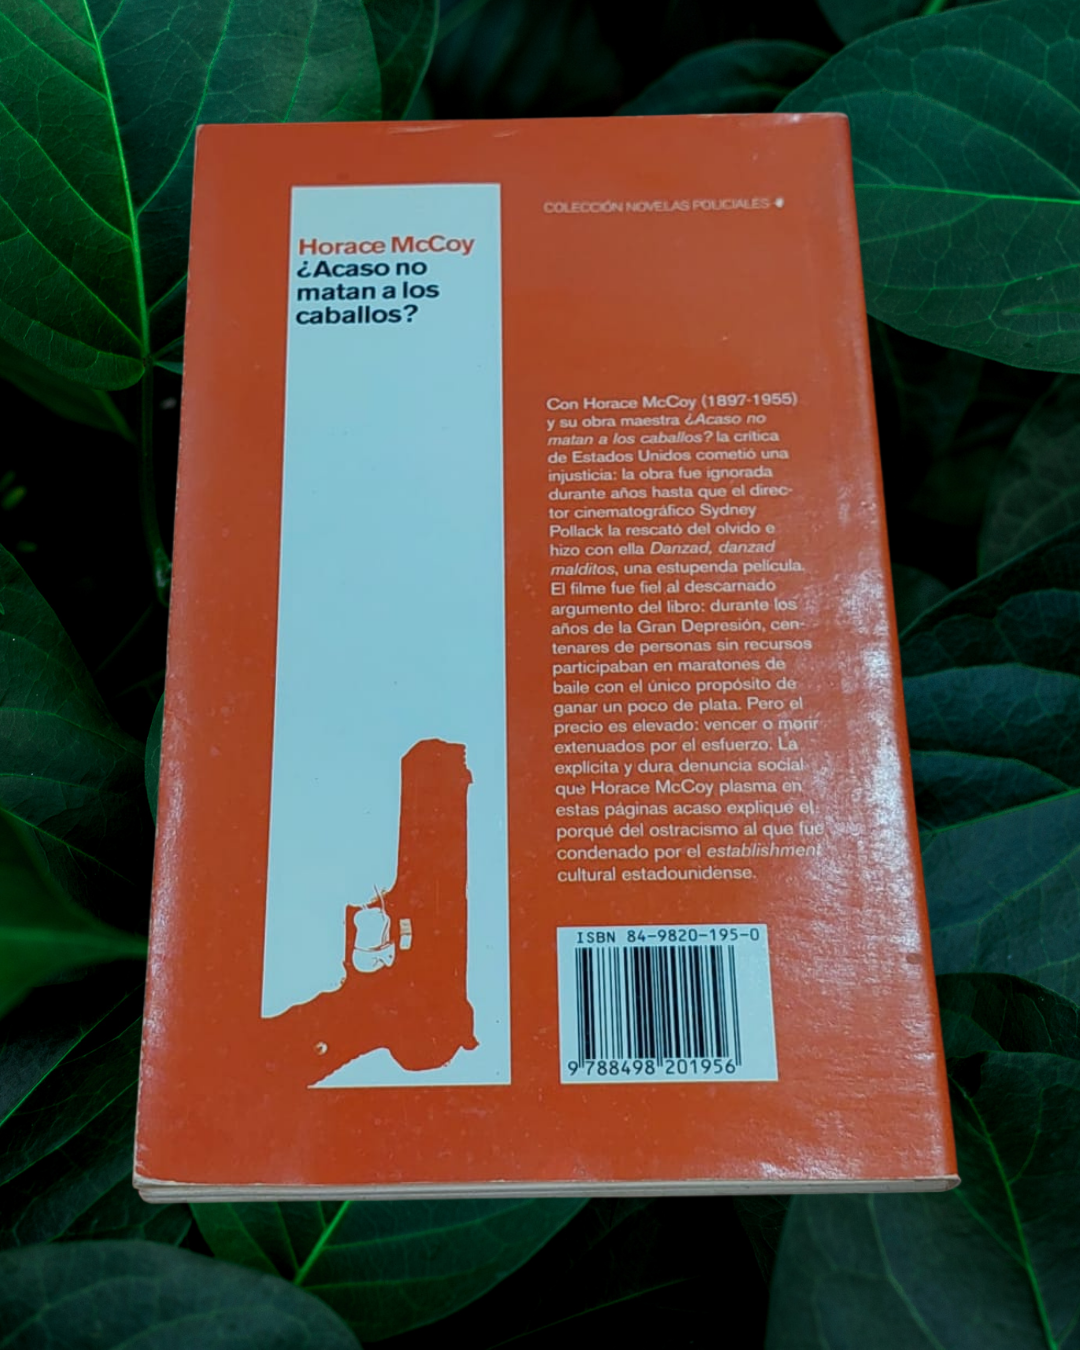 Horace McCoy
¿Acaso no
matan a los
caballos?
COLECCIÓN NOVELAS POLICIALES
Con Horace McCoy (1897-1955)
y su obra maestra ¿Acaso no
matan a los caballos? la crítica
de Estados Unidos cometió una
injusticia: la obra fue ignorada
durante años hasta que el direc-
tor cinematográfico Sydney
Pollack la rescató del olvido e
hizo con ella Danzad, danzad
malditos, una estupenda película.
El filme fue fiel al descarnado
argumento del libro: durante los
años de la Gran Depresión, cen-
tenares de personas sin recursos
participaban en maratones de
baile con el único propósito de
ganar un poco de plata. Pero el
precio es elevado: vencer o morir
extenuados por el esfuerzo. La
explícita y dura denuncia social
que Horace McCoy plasma en
estas páginas acaso explique el
porqué del ostracismo al que fue
condenado por el establishment
cultural estadounidense.
ISBN 84-9820-195-0
9 788498 201956